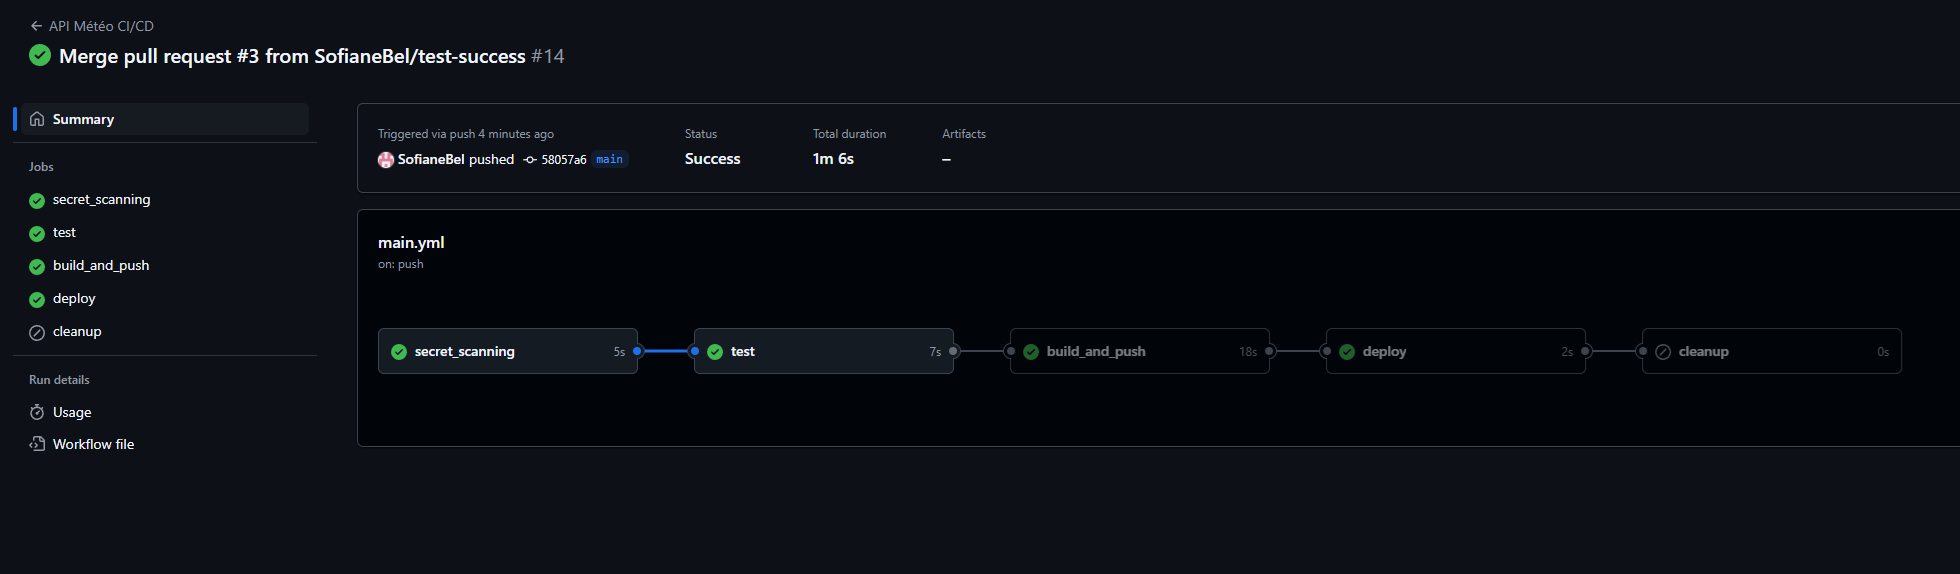 API Météo CI/CD
Merge pull request #3 from SofianeBel/test-success #14
Summary
Jobs
secret_scanning
test
build_and_push
deploy
cleanup
Run details
Usage
Workflow file
Triggered via push 4 minutes ago
SofianeBel pushed 58057a6 main
Status
Success
Total duration
1m 6s
Artifacts
–
main.yml
on: push
secret_scanning 5s
test 7s
build_and_push 18s
deploy 2s
cleanup 0s